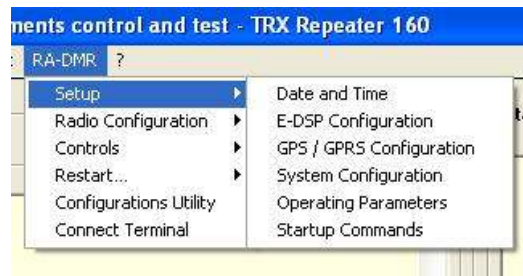 ments control and test - TRX Repeater 160
RA-DMR ?
Setup
Radio Configuration
Controls
Restart...
Configurations Utility
Connect Terminal
Date and Time
E-DSP Configuration
GPS / GPRS Configuration
System Configuration
Operating Parameters
Startup Commands